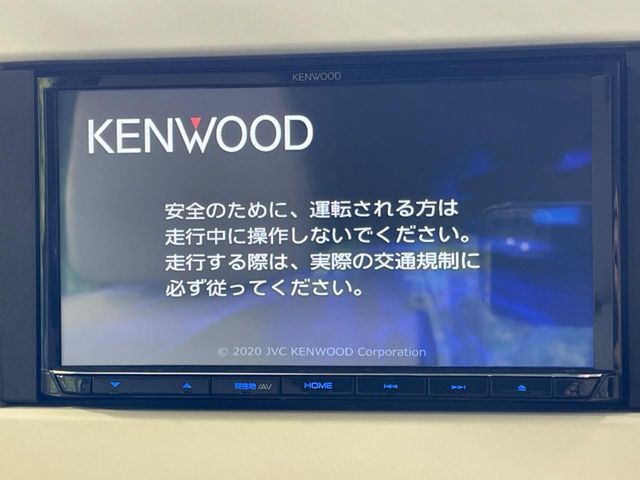 KENWOOD
KENWOOD
安全のために、運転される方は
走行中に操作しないでください。
走行する際は、実際の交通規制に
必ず従ってください。
© 2020 JVC KENWOOD Corporation
現在地/AV HOME